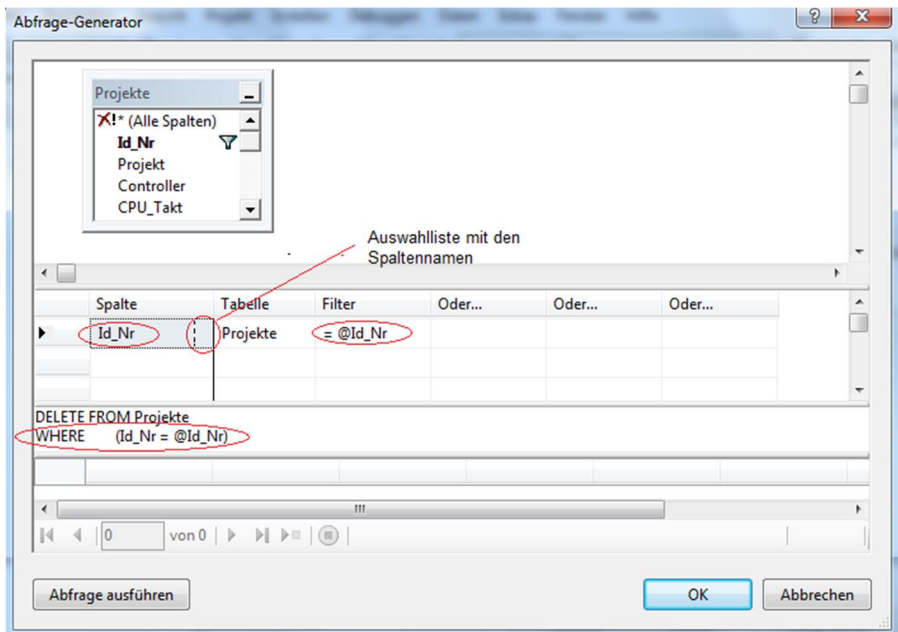 Abfrage-Generator
Projekte
* (Alle Spalten)
Id_Nr
Projekt
Controller
CPU_Takt
Auswahlliste mit den
Spaltennamen
Spalte Tabelle Filter Oder... Oder... Oder...
Id_Nr Projekte = @Id_Nr
DELETE FROM Projekte
WHERE (Id_Nr = @Id_Nr)
0 von 0
Abfrage ausführen OK Abbrechen